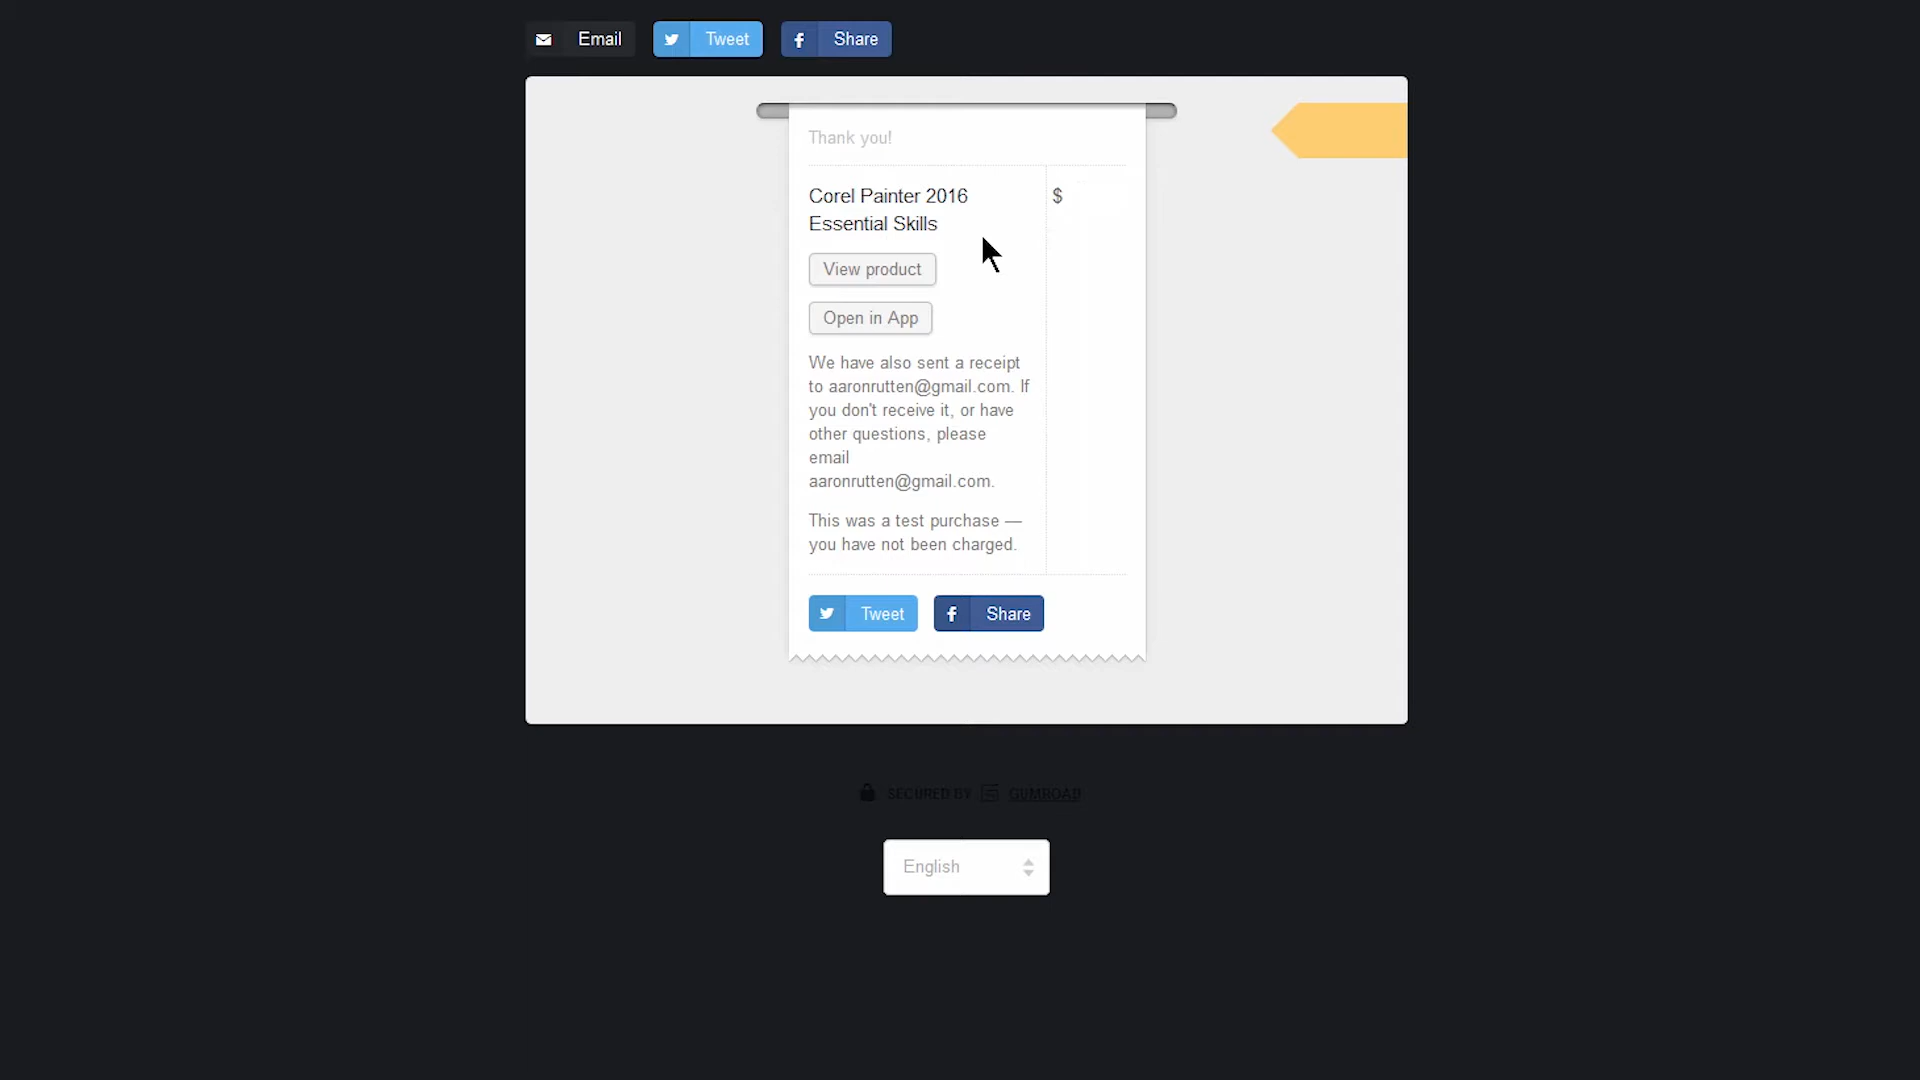 Email Tweet Share
Thank you!
Corel Painter 2016 $
Essential Skills
View product
Open in App
We have also sent a receipt
to aaronrutten@gmail.com. If
you don't receive it, or have
other questions, please
email
aaronrutten@gmail.com.
This was a test purchase —
you have not been charged.
Tweet Share
SECURED BY GUMROAD
English